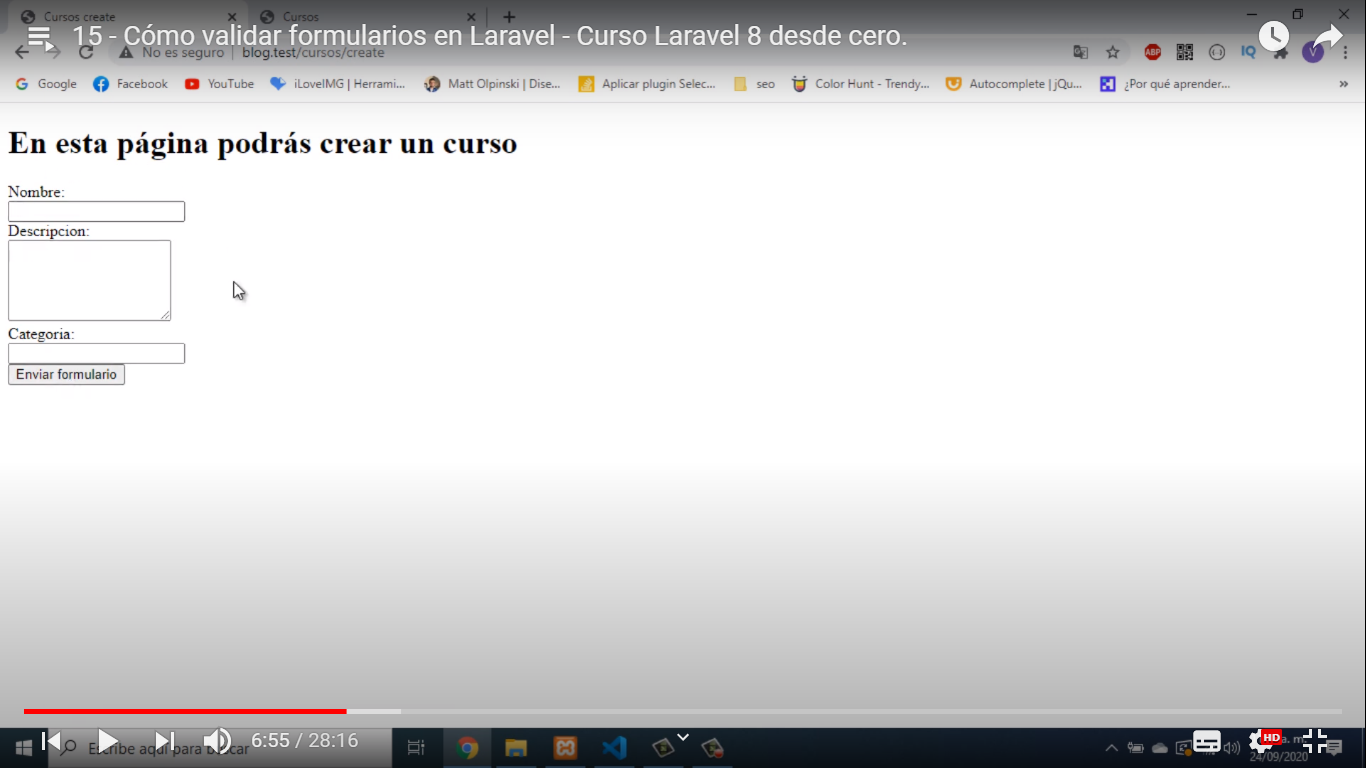 Cursos create
Cursos
15 - Cómo validar formularios en Laravel - Curso Laravel 8 desde cero.
No es seguro | blog.test/cursos/create
ABP
IQ
V
Google
Facebook
YouTube
iLoveIMG | Herrami...
Matt Olpinski | Dise...
Aplicar plugin Selec...
seo
Color Hunt - Trendy...
Autocomplete | jQu...
¿Por qué aprender...
»
En esta página podrás crear un curso
Nombre:
Descripcion:
Categoria:
Enviar formulario
6:55 / 28:16
Escribe aquí para buscar
HD
a. m.
24/09/2020